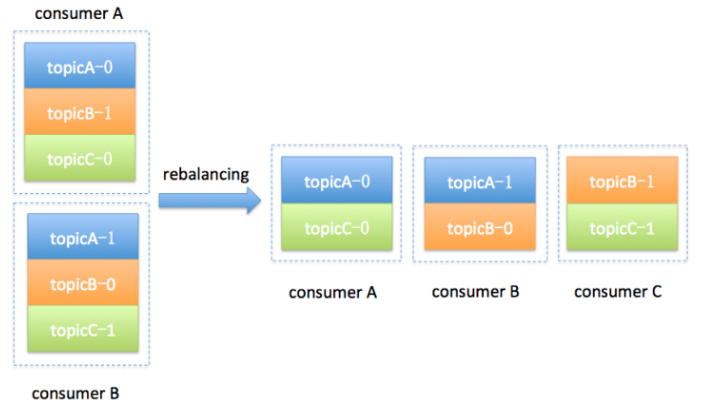 consumer A
topicA-0
topicB-1
topicC-0
topicA-1
topicB-0
topicC-1
consumer B
rebalancing
topicA-0
topicC-0
consumer A
topicA-1
topicB-0
consumer B
topicB-1
topicC-1
consumer C